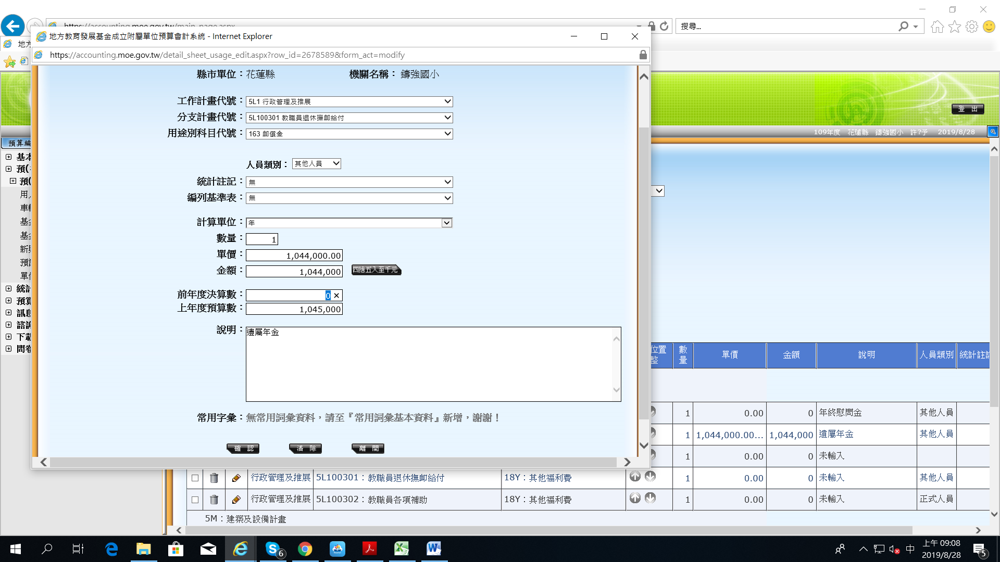 https://accounting.moe.gov.tw/main_page.aspx
搜尋...
地方教育發展基金成立附屬單位預算會計系統 - Internet Explorer
https://accounting.moe.gov.tw/detail_sheet_usage_edit.aspx?row_id=2678589&form_act=modify
地方
縣市單位：花蓮縣 機關名稱： 鑄強國小
工作計畫代號：5L1 行政管理及推展
分支計畫代號：5L100301 教職員退休撫卹給付
用途別科目代號：163 卹償金
人員類別： 其他人員
統計註記：無
編列基準表：無
計算單位：年
數量： 1
單價： 1,044,000.00
金額： 1,044,000 四捨五入至千元
前年度決算數： 0
上年度預算數： 1,045,000
說明：遺屬年金
常用字彙：無常用詞彙資料，請至『常用詞彙基本資料』新增，謝謝！
確 認 清 除 離 開
登 出
109年度 花蓮縣 鑄強國小 許?予 2019/8/28
預算編
基本
預(
預(
用
車輛
基金
基金
新
預
單位
統計
預算
訊息
諮詢
下載
問卷
位置
整 數
量 單價 金額 說明 人員類別 統計註
1 0.00 0 年終慰問金 其他人員
1 1,044,000.00... 1,044,000 遺屬年金 其他人員
1 0.00 0 未輸入
行政管理及推展 5L100301：教職員退休撫卹給付 18Y：其他福利費 1 0.00 0 未輸入 其他人員
行政管理及推展 5L100302：教職員各項補助 18Y：其他福利費 1 0.00 0 未輸入 正式人員
5M：建築及設備計畫
6
中
上午 09:08
2019/8/28
5